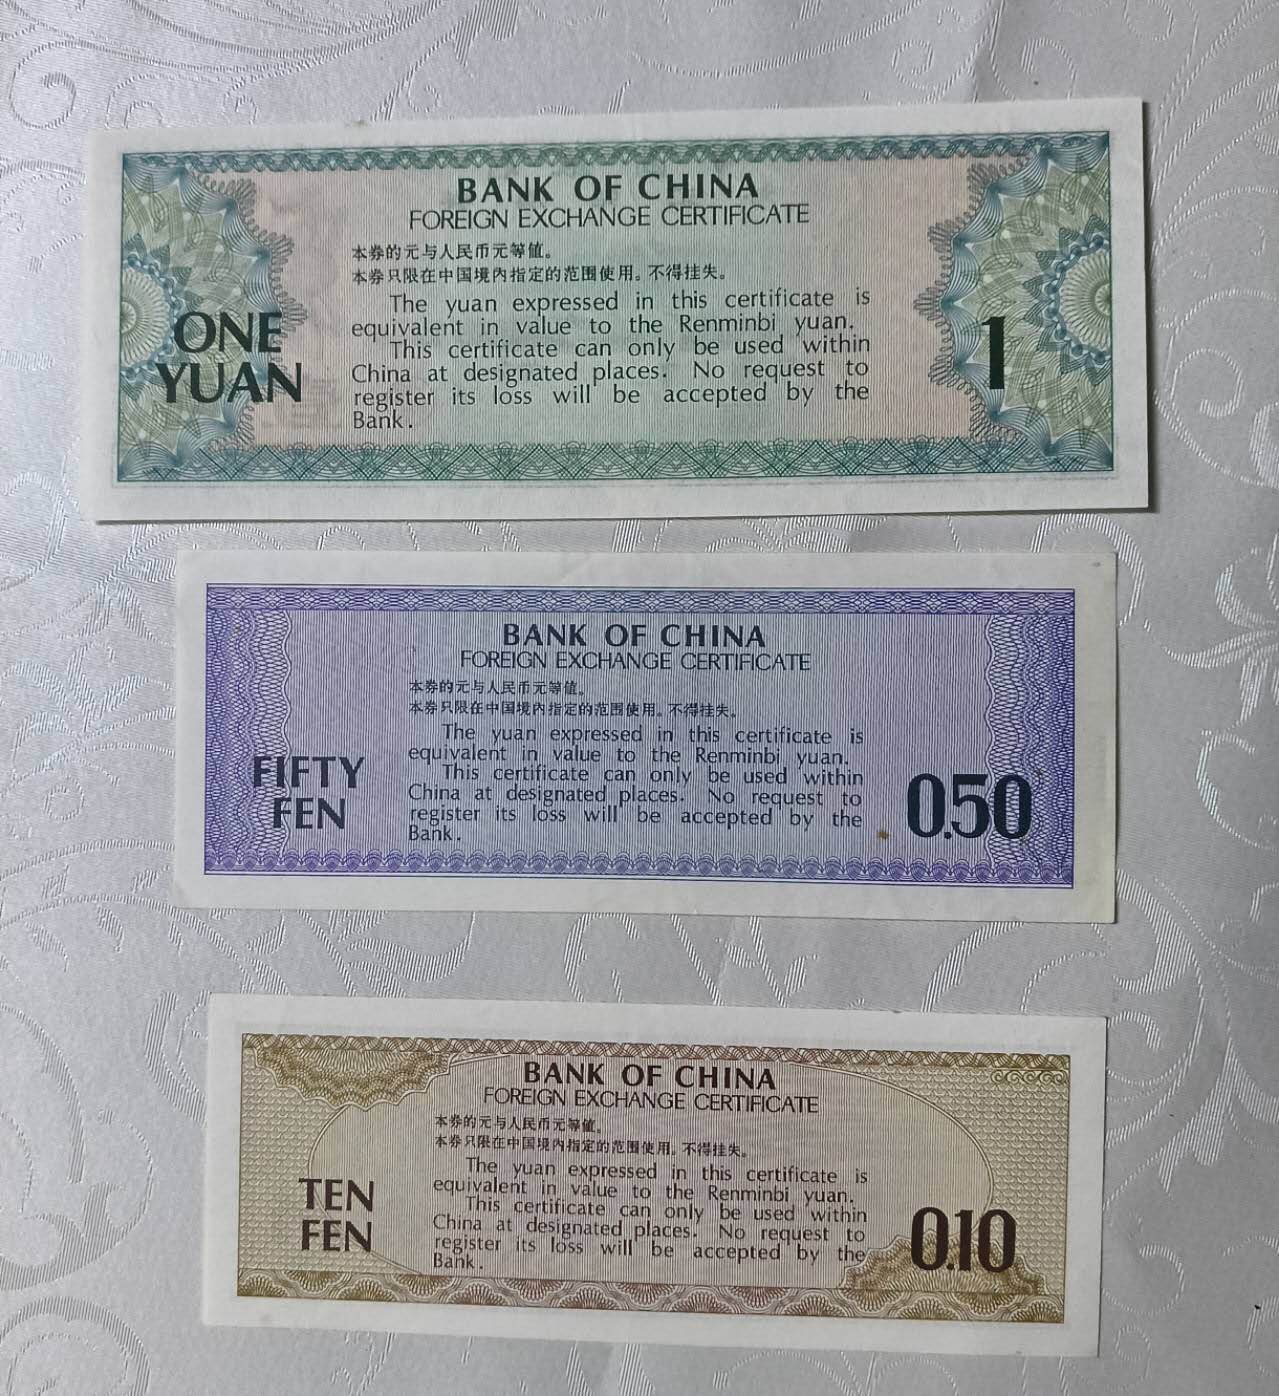 BANK OF CHINA
FOREIGN EXCHANGE CERTIFICATE
本券的元与人民币元等值。
本券只限在中国境内指定的范围使用。不得挂失。
The yuan expressed in this certificate is
equivalent in value to the Renminbi yuan.
This certificate can only be used within
China at designated places. No request to
register its loss will be accepted by the
Bank.
ONE
YUAN
1
BANK OF CHINA
FOREIGN EXCHANGE CERTIFICATE
本券的元与人民币元等值。
本券只限在中国境内指定的范围使用。不得挂失。
The yuan expressed in this certificate is
equivalent in value to the Renminbi yuan.
This certificate can only be used within
China at designated places. No request to
register its loss will be accepted by the
Bank.
FIFTY
FEN
0.50
BANK OF CHINA
FOREIGN EXCHANGE CERTIFICATE
本券的元与人民币元等值。
本券只限在中国境内指定的范围使用。不得挂失。
The yuan expressed in this certificate is
equivalent in value to the Renminbi yuan.
This certificate can only be used within
China at designated places. No request to
register its loss will be accepted by the
Bank.
TEN
FEN
0.10